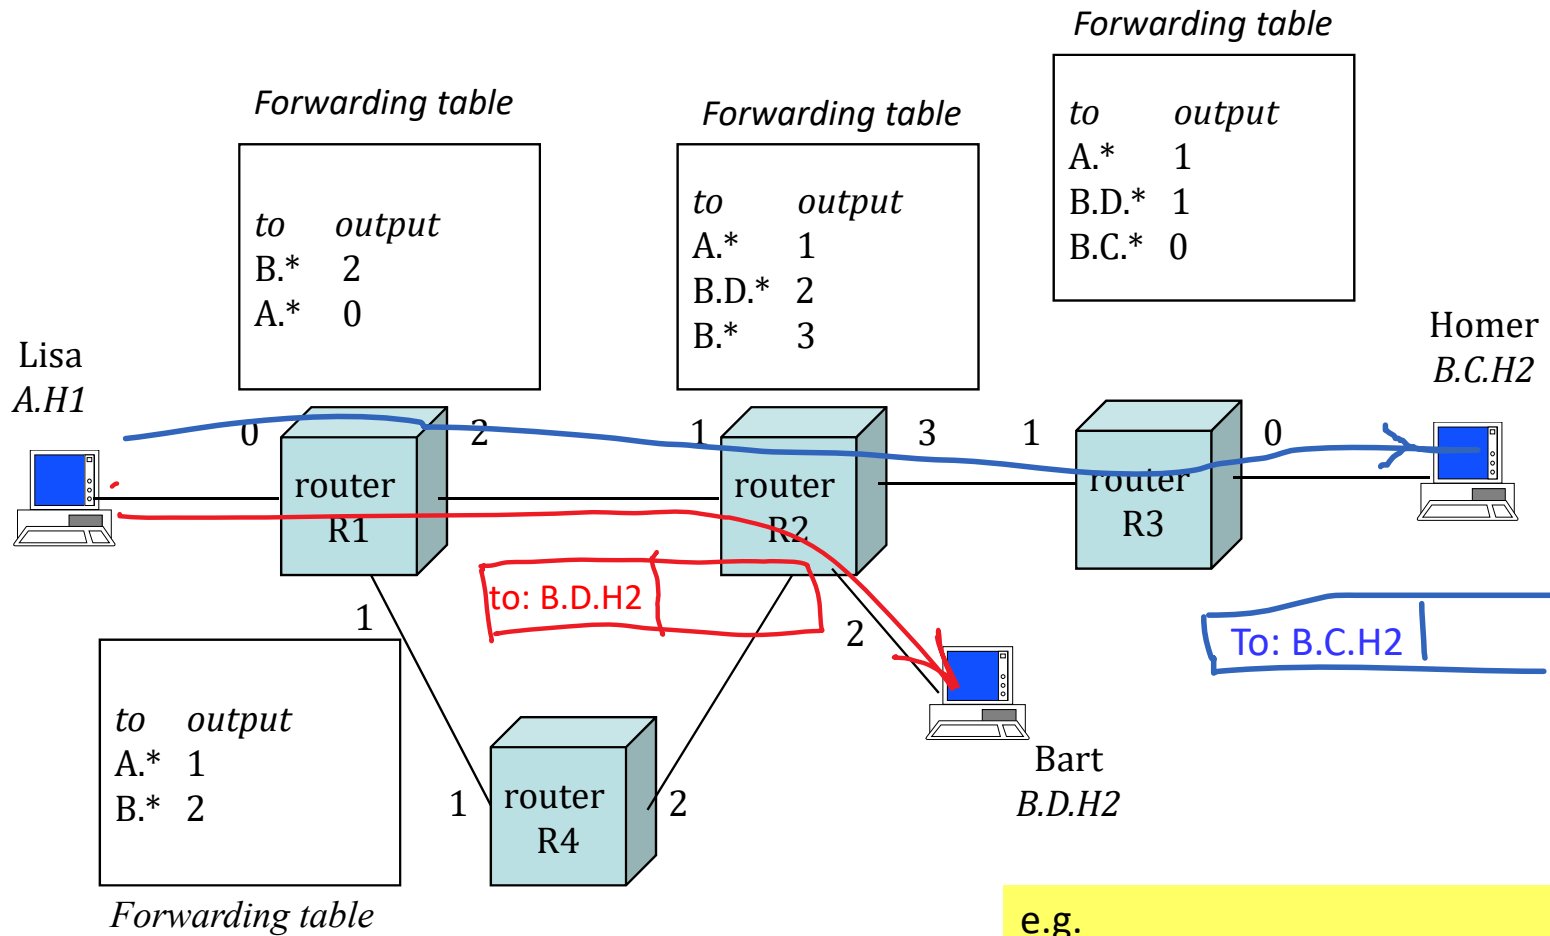 Forwarding table
to output
A.* 1
B.D.* 1
B.C.* 0
Forwarding table
to output
B.* 2
A.* 0
Forwarding table
to output
A.* 1
B.D.* 2
B.* 3
Lisa
A.H1
Homer
B.C.H2
0
2
1
3
1
0
router
R1
router
R2
router
R3
to: B.D.H2
1
2
To: B.C.H2
to output
A.* 1
B.* 2
Forwarding table
1
router
R4
2
Bart
B.D.H2
e.g.